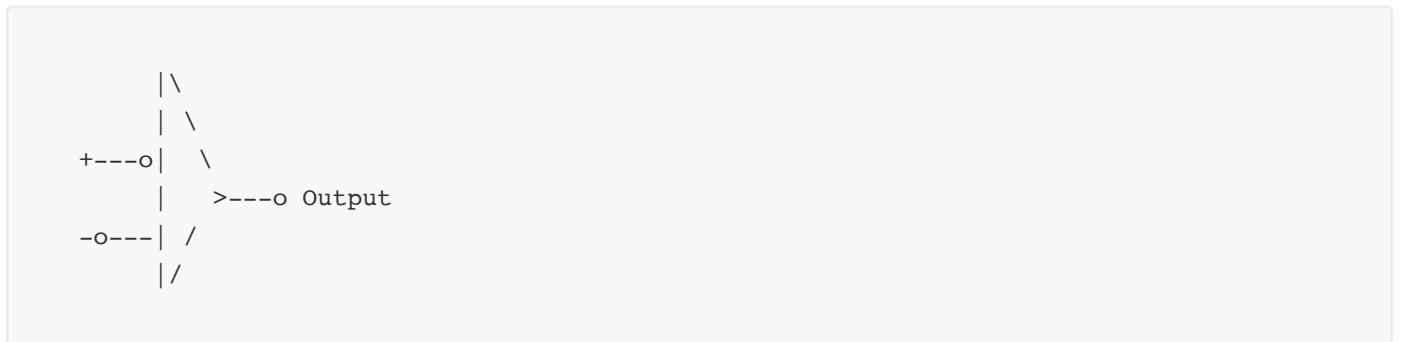 |\
| \
+---o|  \
|   >---o Output
-o---| /
|/